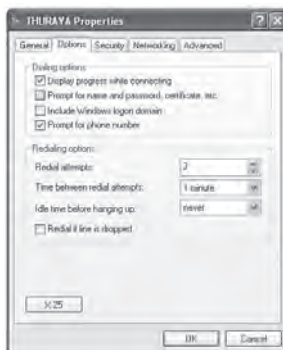 THURAYA Properties
General Options Security Networking Advanced
Dialing options
Display progress while connecting
Prompt for name and password, certificate, etc.
Include Windows logon domain
Prompt for phone number
Redialing options
Redial attempts:
Time between redial attempts: 1 minute
Idle time before hanging up: never
Redial if line is dropped
X.25
OK Cancel